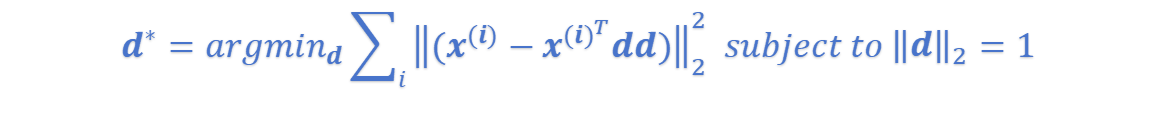 d* = argmin_d ∑_i ‖(x^(i) − x^(i)^T dd)‖_2^2 subject to ‖d‖_2 = 1